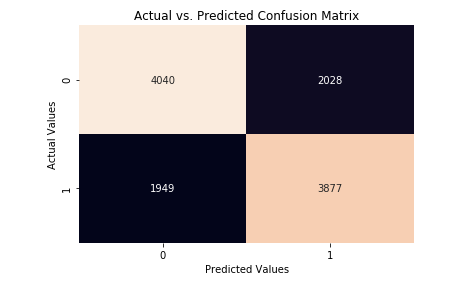 Actual vs. Predicted Confusion Matrix
Actual Values
0
4040
2028
1
1949
3877
0
1
Predicted Values